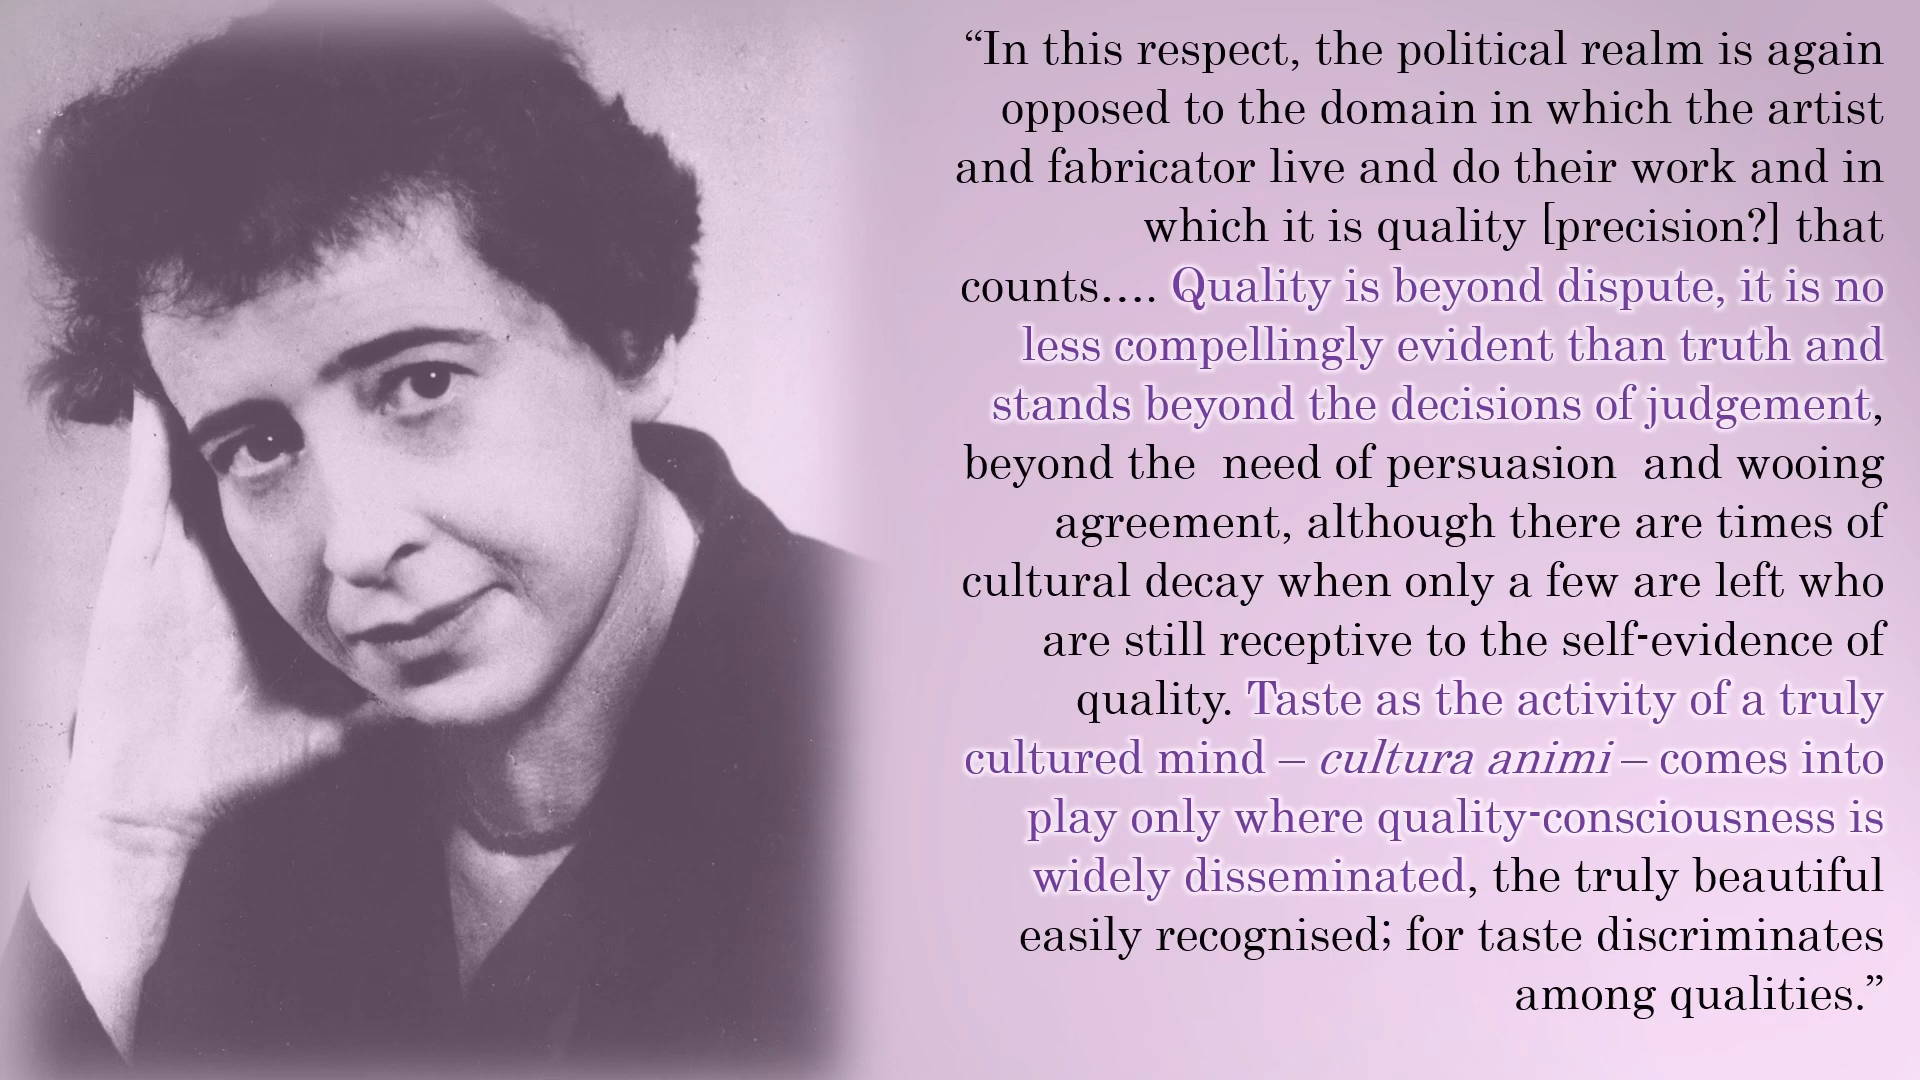 “In this respect, the political realm is again
opposed to the domain in which the artist
and fabricator live and do their work and in
which it is quality [precision?] that
counts…. Quality is beyond dispute, it is no
less compellingly evident than truth and
stands beyond the decisions of judgement,
beyond the  need of persuasion  and wooing
agreement, although there are times of
cultural decay when only a few are left who
are still receptive to the self-evidence of
quality. Taste as the activity of a truly
cultured mind – cultura animi – comes into
play only where quality-consciousness is
widely disseminated, the truly beautiful
easily recognised; for taste discriminates
among qualities.”